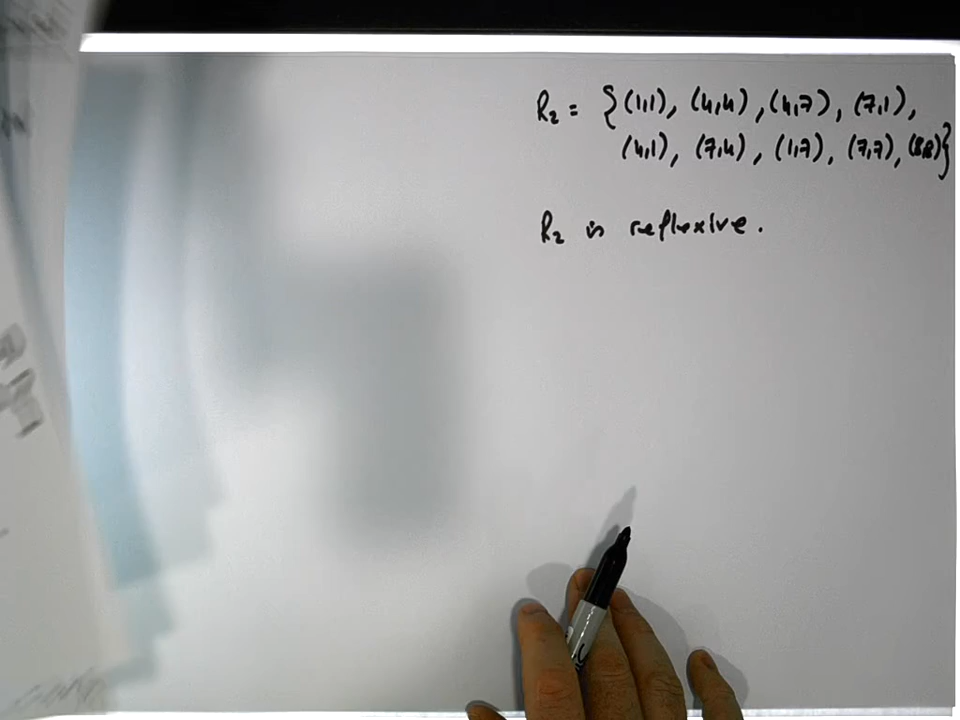 R₂ = {(1,1), (4,4), (4,7), (7,1),
(4,1), (7,4), (1,7), (7,7), (8,8)}
R₂ is reflexive.